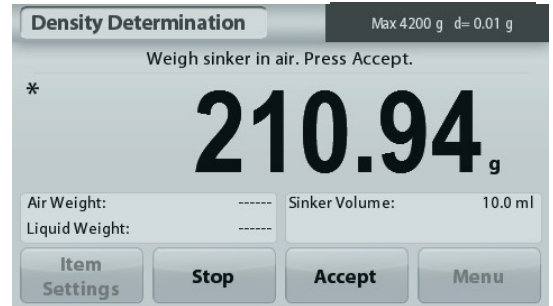 Density Determination Max 4200 g d= 0.01 g
Weigh sinker in air. Press Accept.
*
210.94 g
Air Weight: ------ Sinker Volume: 10.0 ml
Liquid Weight: ------
Item Settings Stop Accept Menu